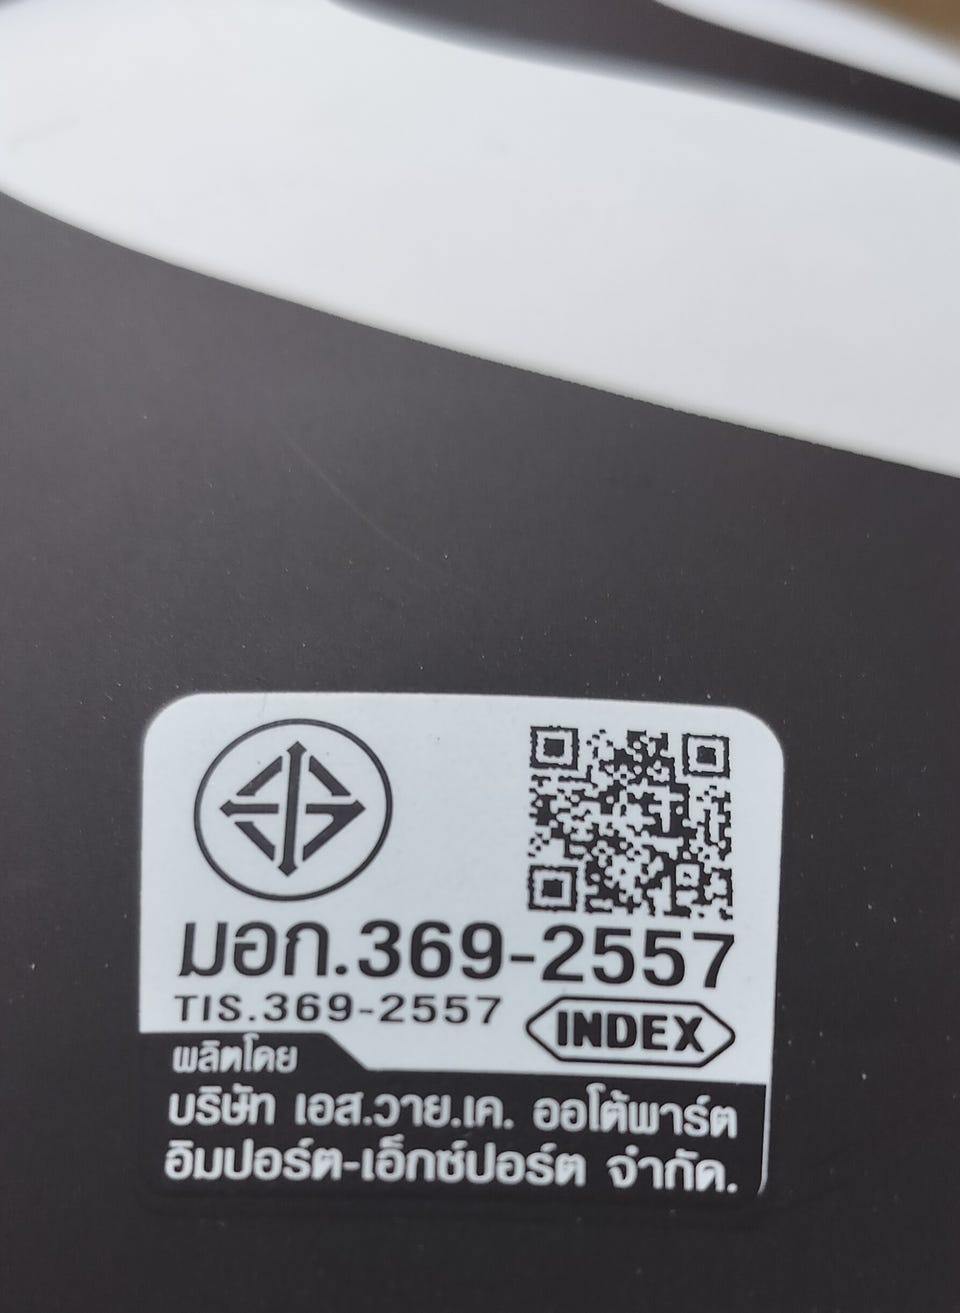 มอก.369-2557
TIS.369-2557
INDEX
ผลิตโดย
บริษัท เอส.วาย.เค. ออโต้พาร์ต
อิมปอร์ต-เอ็กซ์ปอร์ต จำกัด.